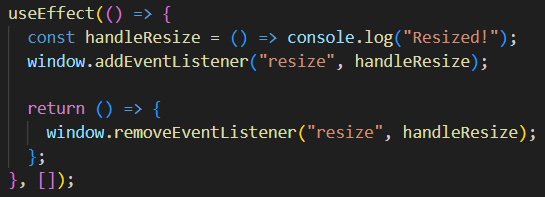 useEffect(() => {
  const handleResize = () => console.log("Resized!");
  window.addEventListener("resize", handleResize);

  return () => {
    window.removeEventListener("resize", handleResize);
  };
}, []);